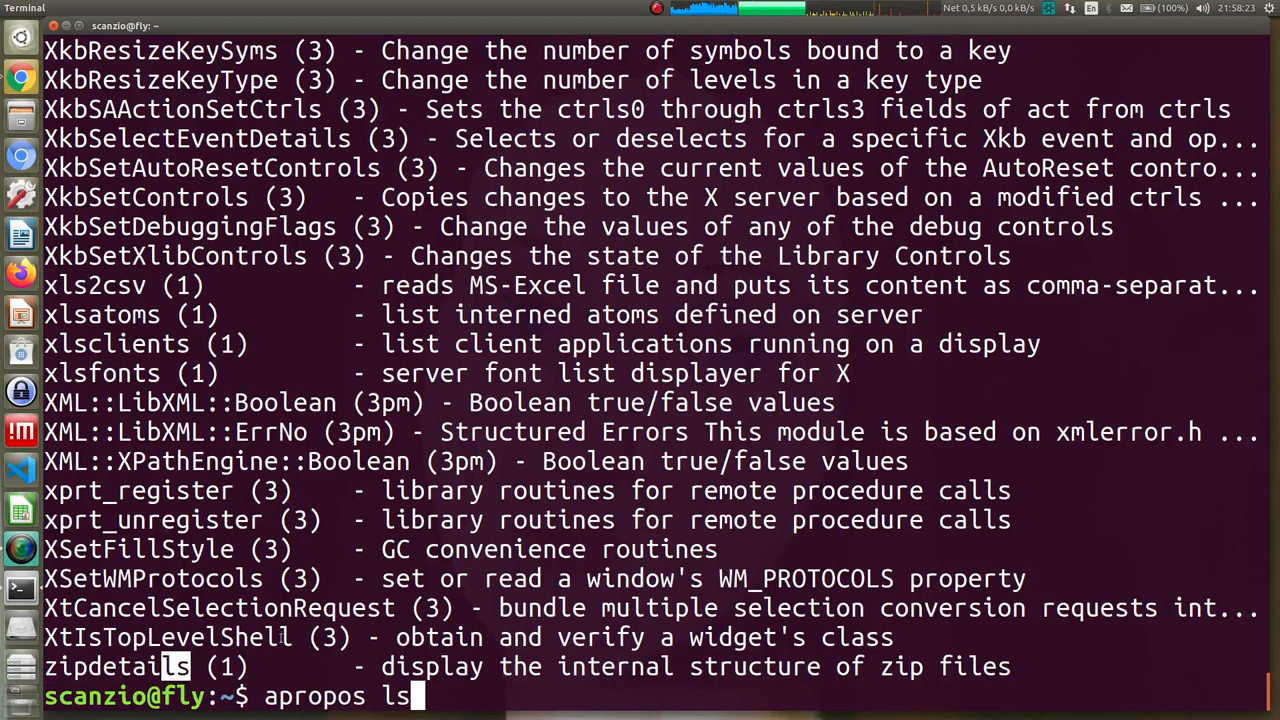 Terminal
Net 0,5 kB/s 0,0 kB/s
En
(100%)
21:58:23
scanzio@fly: ~
XkbResizeKeySyms (3) - Change the number of symbols bound to a key
XkbResizeKeyType (3) - Change the number of levels in a key type
XkbSAActionSetCtrls (3) - Sets the ctrls0 through ctrls3 fields of act from ctrls
XkbSelectEventDetails (3) - Selects or deselects for a specific Xkb event and op...
XkbSetAutoResetControls (3) - Changes the current values of the AutoReset contro...
XkbSetControls (3) - Copies changes to the X server based on a modified ctrls ...
XkbSetDebuggingFlags (3) - Change the values of any of the debug controls
XkbSetXlibControls (3) - Changes the state of the Library Controls
xls2csv (1) - reads MS-Excel file and puts its content as comma-separat...
xlsatoms (1) - list interned atoms defined on server
xlsclients (1) - list client applications running on a display
xlsfonts (1) - server font list displayer for X
XML::LibXML::Boolean (3pm) - Boolean true/false values
XML::LibXML::ErrNo (3pm) - Structured Errors This module is based on xmlerror.h ...
XML::XPathEngine::Boolean (3pm) - Boolean true/false values
xprt_register (3) - library routines for remote procedure calls
xprt_unregister (3) - library routines for remote procedure calls
XSetFillStyle (3) - GC convenience routines
XSetWMProtocols (3) - set or read a window's WM_PROTOCOLS property
XtCancelSelectionRequest (3) - bundle multiple selection conversion requests int...
XtIsTopLevelShell (3) - obtain and verify a widget's class
zipdetails (1) - display the internal structure of zip files
scanzio@fly:~$ apropos ls